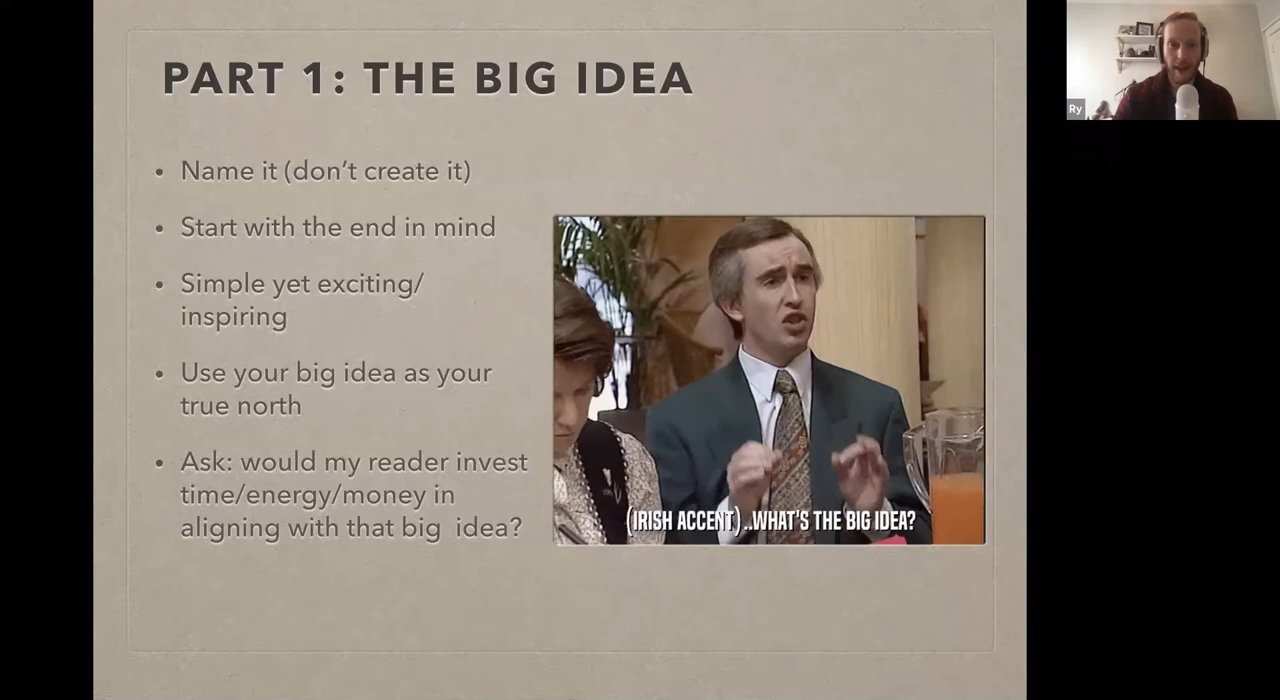 PART 1: THE BIG IDEA
• Name it (don’t create it)
• Start with the end in mind
• Simple yet exciting/
inspiring
• Use your big idea as your
true north
• Ask: would my reader invest
time/energy/money in
aligning with that big  idea?
(IRISH ACCENT)..WHAT'S THE BIG IDEA?
Ry